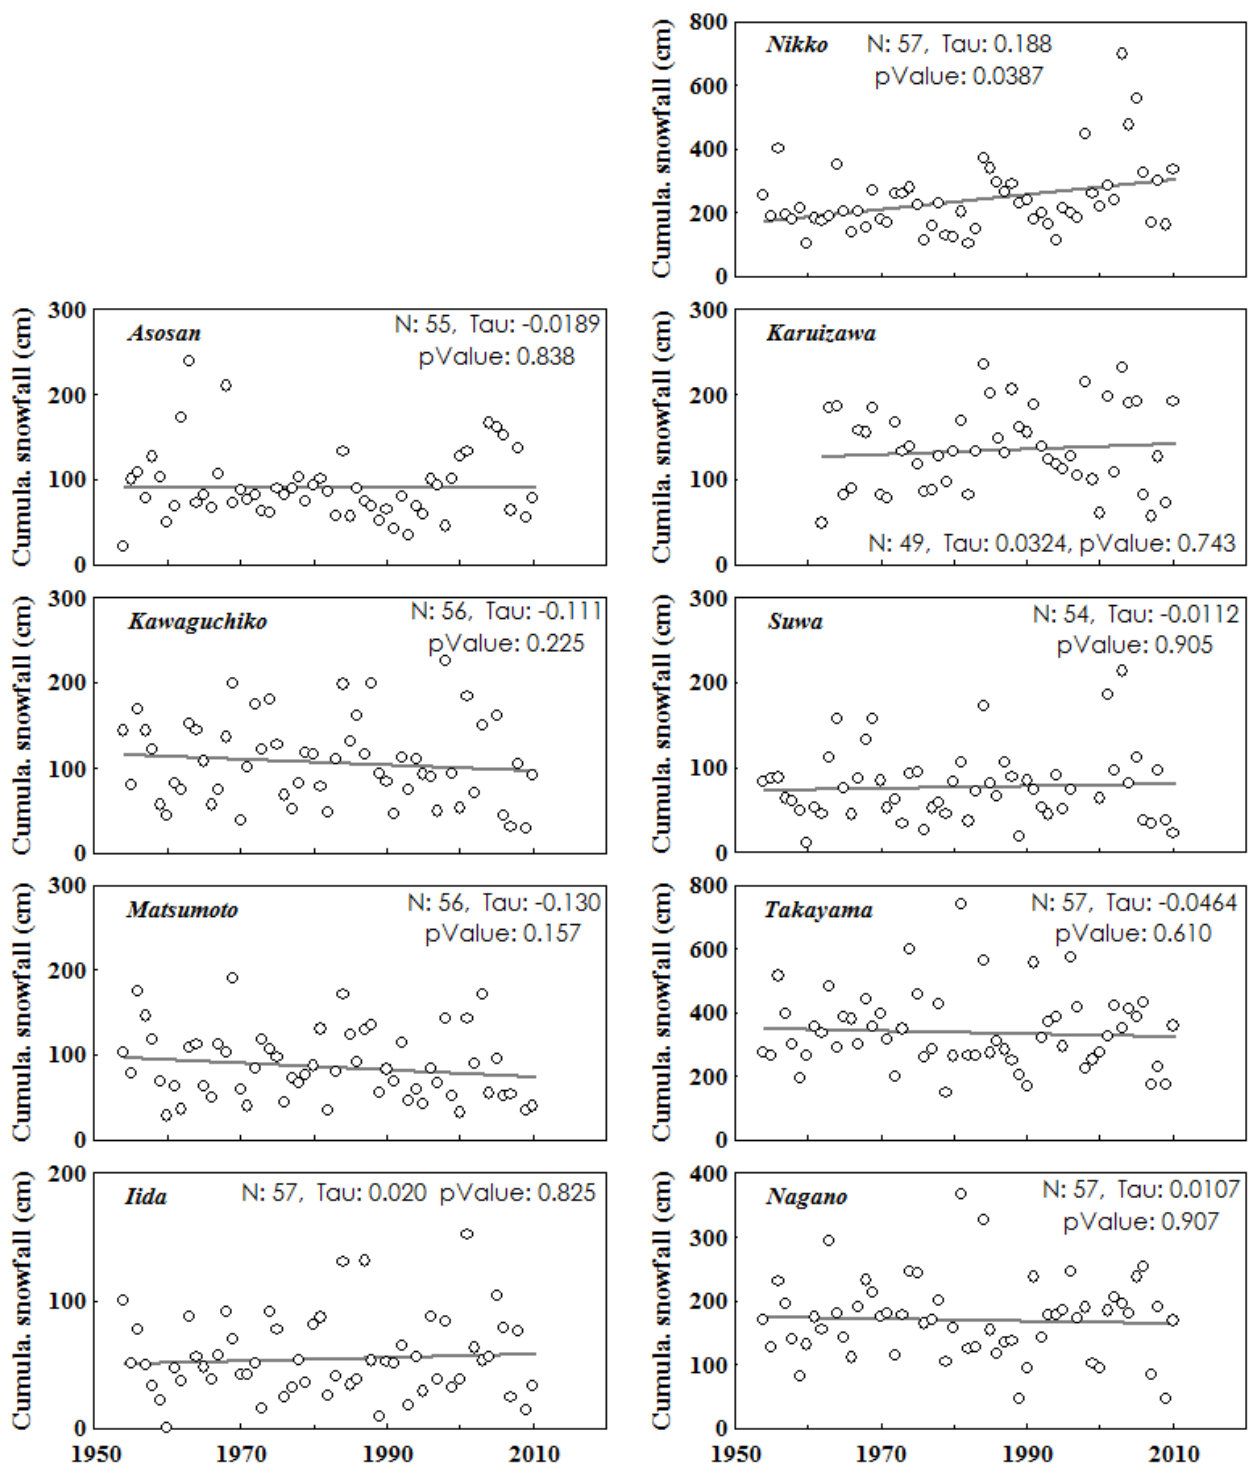 Cumula. snowfall (cm)
800
600
400
200
0
Nikko
N: 57, Tau: 0.188
pValue: 0.0387
Cumula. snowfall (cm)
300
200
100
0
Asosan
N: 55, Tau: -0.0189
pValue: 0.838
Cumila. snowfall (cm)
300
200
100
0
Karuizawa
N: 49, Tau: 0.0324, pValue: 0.743
Cumula. snowfall (cm)
300
200
100
0
Kawaguchiko
N: 56, Tau: -0.111
pValue: 0.225
Cumula. snowfall (cm)
300
200
100
0
Suwa
N: 54, Tau: -0.0112
pValue: 0.905
Cumula. snowfall (cm)
300
200
100
0
Matsumoto
N: 56, Tau: -0.130
pValue: 0.157
Cumula. snowfall (cm)
800
600
400
200
0
Takayama
N: 57, Tau: -0.0464
pValue: 0.610
Cumula. snowfall (cm)
200
100
0
Iida
N: 57, Tau: 0.020 pValue: 0.825
1950 1970 1990 2010
Cumula. snowfall (cm)
400
300
200
100
0
Nagano
N: 57, Tau: 0.0107
pValue: 0.907
1950 1970 1990 2010